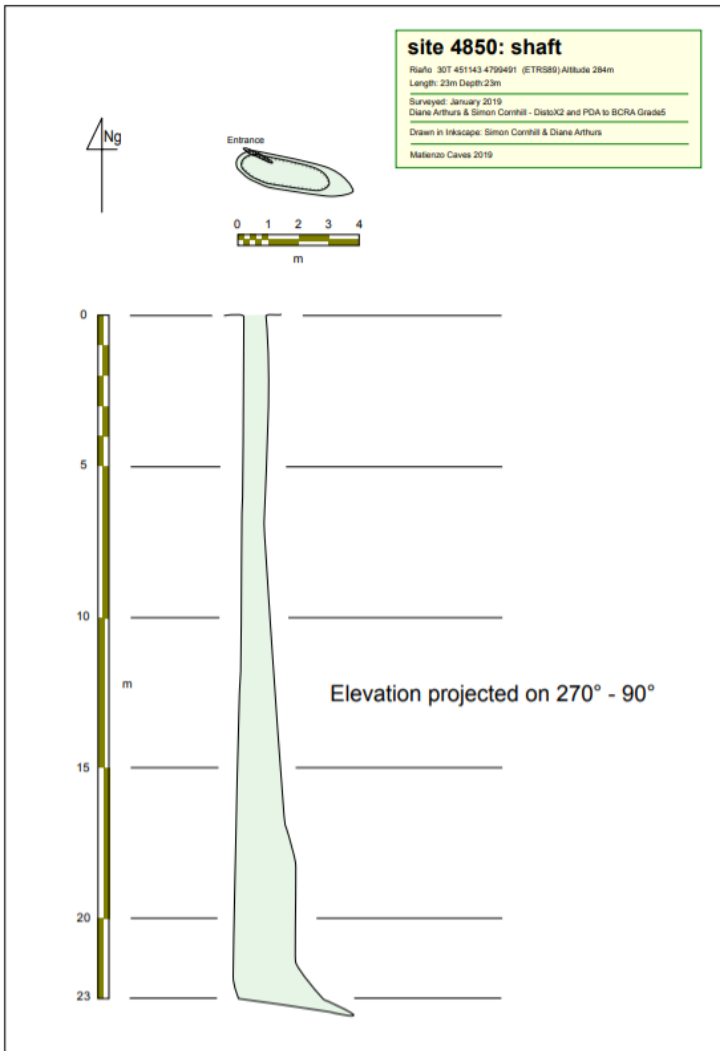 site 4850: shaft
Riaño 30T 451143 4799491 (ETRS89) Altitude 284m
Length: 23m Depth:23m
Surveyed: January 2019
Diane Arthurs & Simon Cornhill - DistoX2 and PDA to BCRA Grade5
Drawn in Inkscape: Simon Cornhill & Diane Arthurs
Matienzo Caves 2019
Ng
Entrance
0 1 2 3 4
m
0
5
10
m
Elevation projected on 270° - 90°
15
20
23